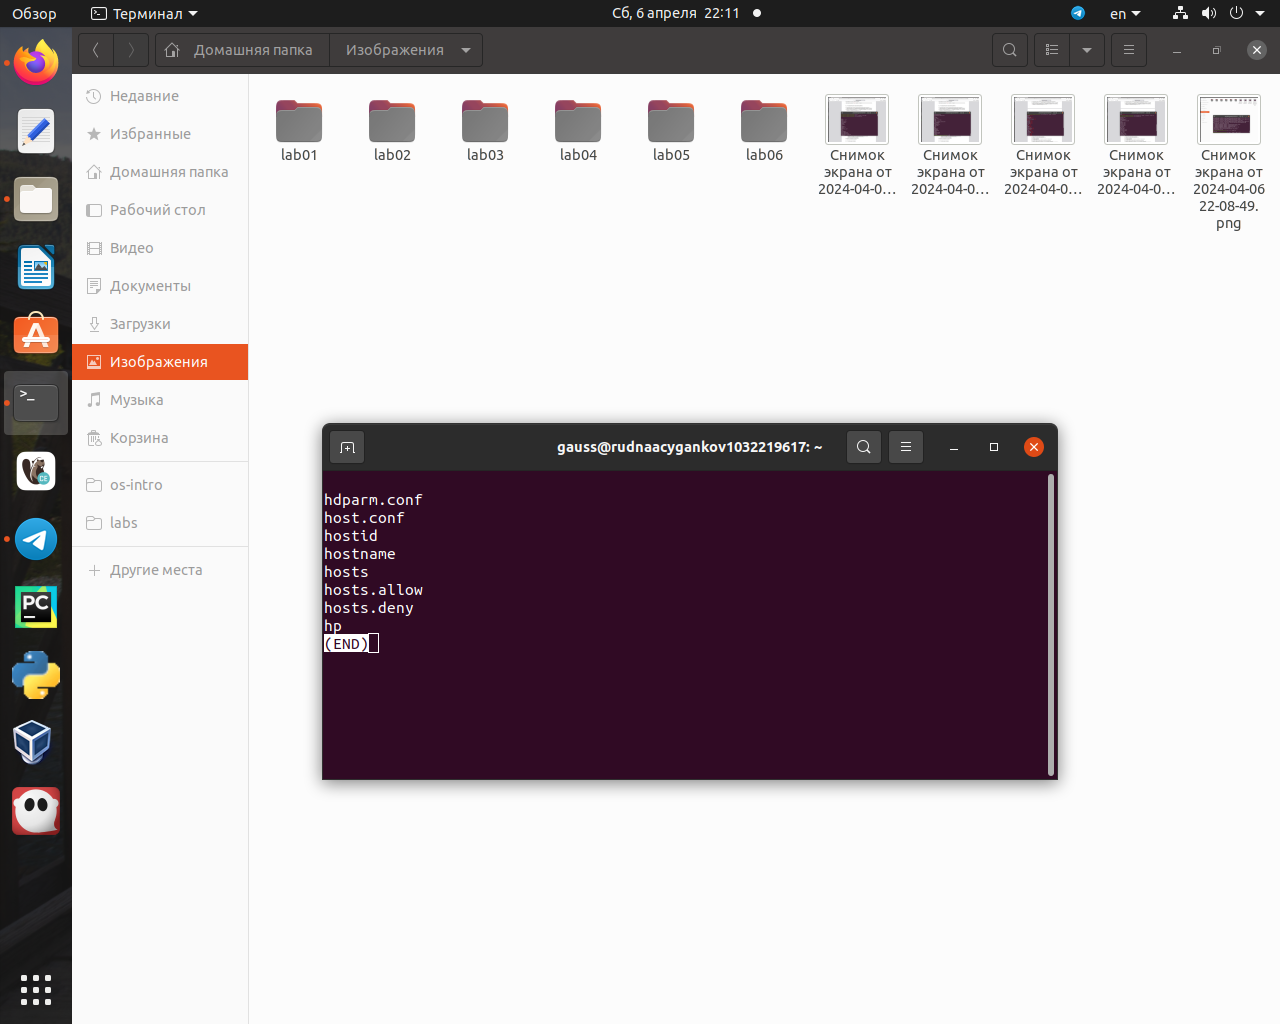 Обзор
Терминал
Сб, 6 апреля 22:11
en
Домашняя папка
Изображения
Недавние
Избранные
Домашняя папка
Рабочий стол
Видео
Документы
Загрузки
Изображения
Музыка
Корзина
os-intro
labs
Другие места
lab01
lab02
lab03
lab04
lab05
lab06
Снимок
экрана от
2024-04-0…
Снимок
экрана от
2024-04-0…
Снимок
экрана от
2024-04-0…
Снимок
экрана от
2024-04-0…
Снимок
экрана от
2024-04-06
22-08-49.
png
gauss@rudnaacygankov1032219617: ~
hdparm.conf
host.conf
hostid
hostname
hosts
hosts.allow
hosts.deny
hp
(END)
>_
PC